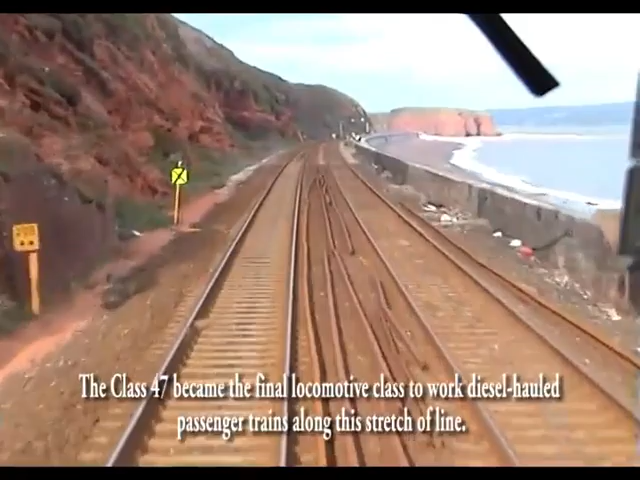 The Class 47 became the final locomotive class to work diesel-hauled
passenger trains along this stretch of line.